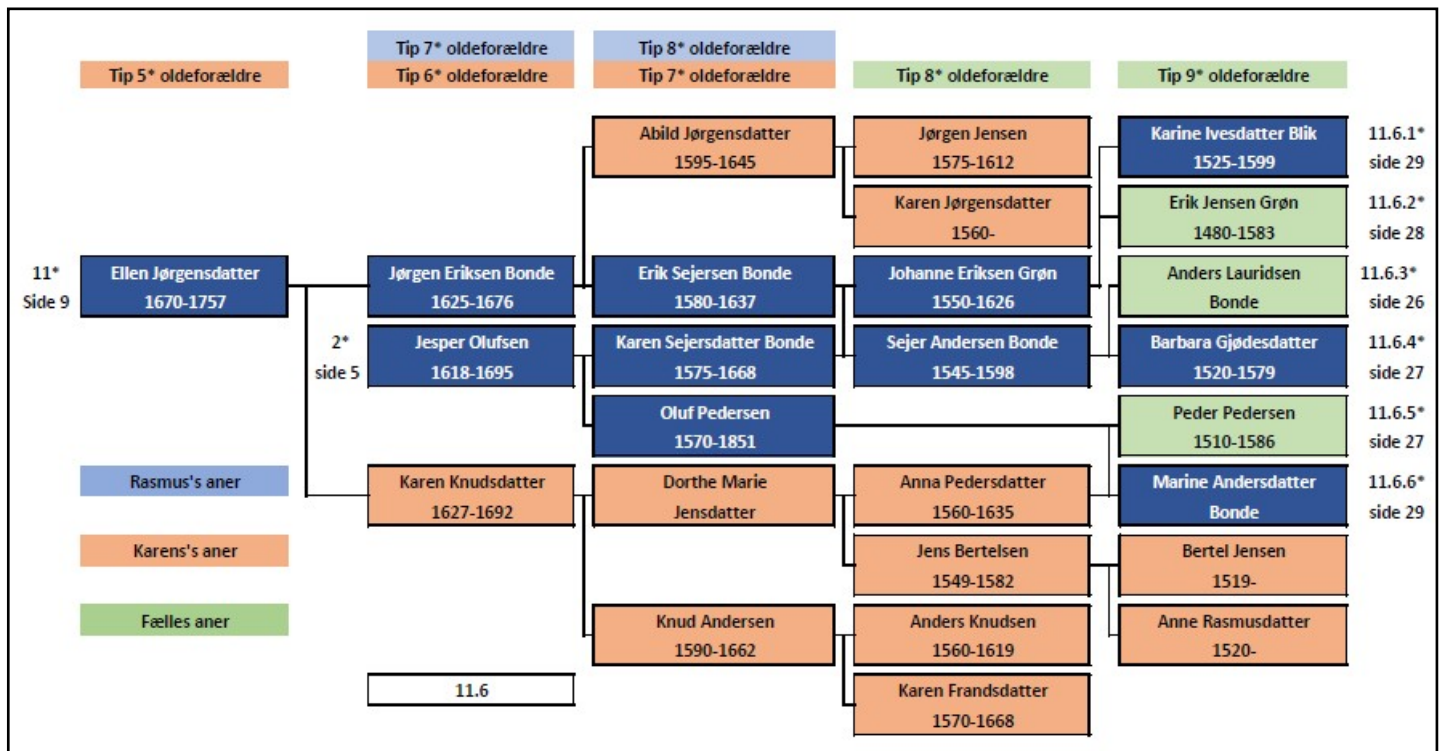 Tip 7* oldeforældre
Tip 8* oldeforældre
Tip 5* oldeforældre
Tip 6* oldeforældre
Tip 7* oldeforældre
Tip 8* oldeforældre
Tip 9* oldeforældre
Abild Jørgensdatter
1595-1645
Jørgen Jensen
1575-1612
Karine Ivesdatter Blik
1525-1599
11.6.1*
side 29
Karen Jørgensdatter
1560-
Erik Jensen Grøn
1480-1583
11.6.2*
side 28
11*
Side 9
Ellen Jørgensdatter
1670-1757
Jørgen Eriksen Bonde
1625-1676
Erik Sejersen Bonde
1580-1637
Johanne Eriksen Grøn
1550-1626
Anders Lauridsen
Bonde
11.6.3*
side 26
2*
side 5
Jesper Olufsen
1618-1695
Karen Sejersdatter Bonde
1575-1668
Sejer Andersen Bonde
1545-1598
Barbara Gjødesdatter
1520-1579
11.6.4*
side 27
Oluf Pedersen
1570-1851
Peder Pedersen
1510-1586
11.6.5*
side 27
Rasmus's aner
Karen Knudsdatter
1627-1692
Dorthe Marie
Jensdatter
Anna Pedersdatter
1560-1635
Marine Andersdatter
Bonde
11.6.6*
side 29
Karens's aner
Jens Bertelsen
1549-1582
Bertel Jensen
1519-
Fælles aner
Knud Andersen
1590-1662
Anders Knudsen
1560-1619
Anne Rasmusdatter
1520-
11.6
Karen Frandsdatter
1570-1668